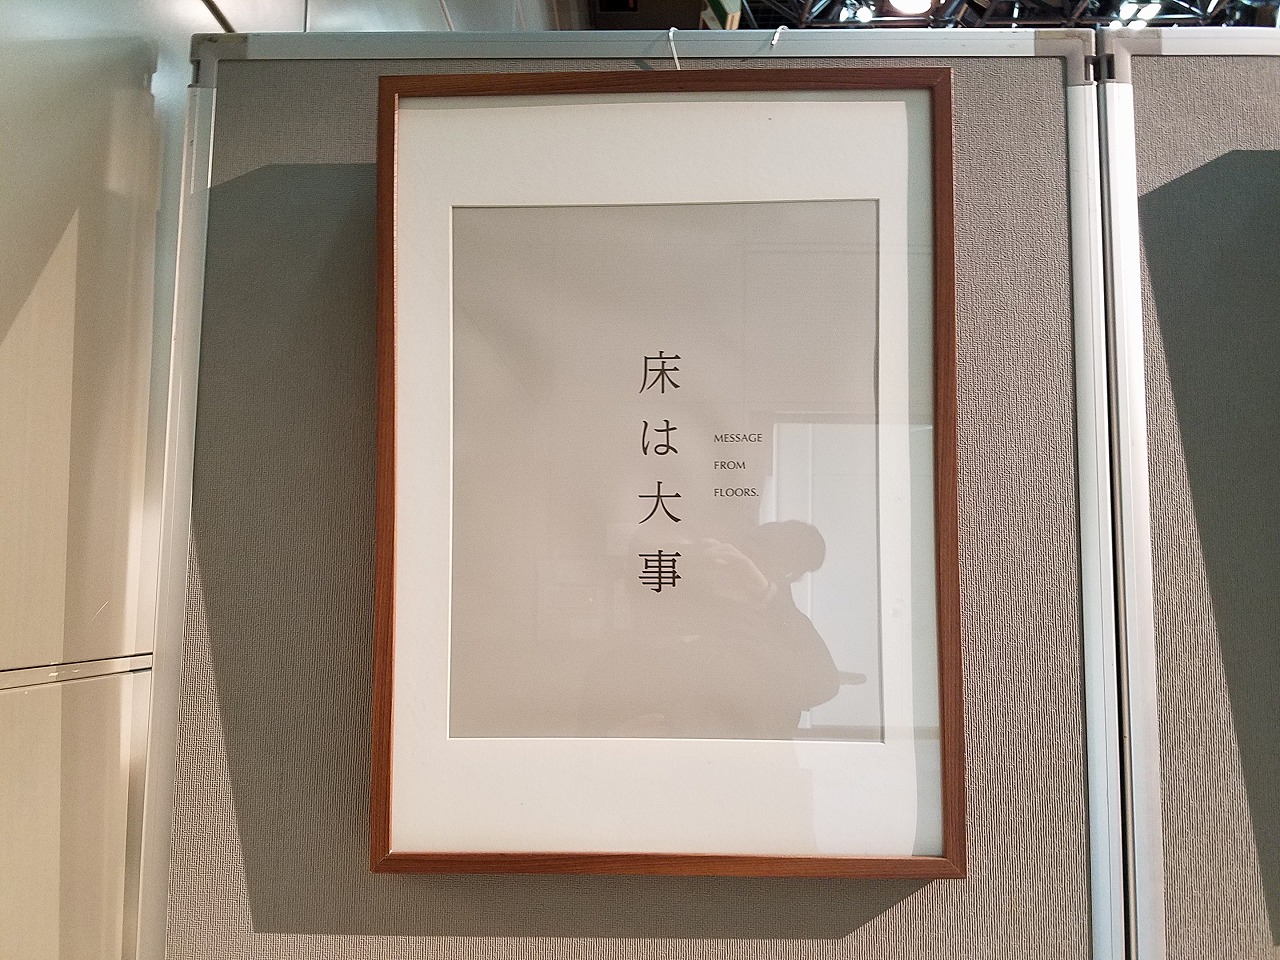 床は大事
MESSAGE
FROM
FLOORS.